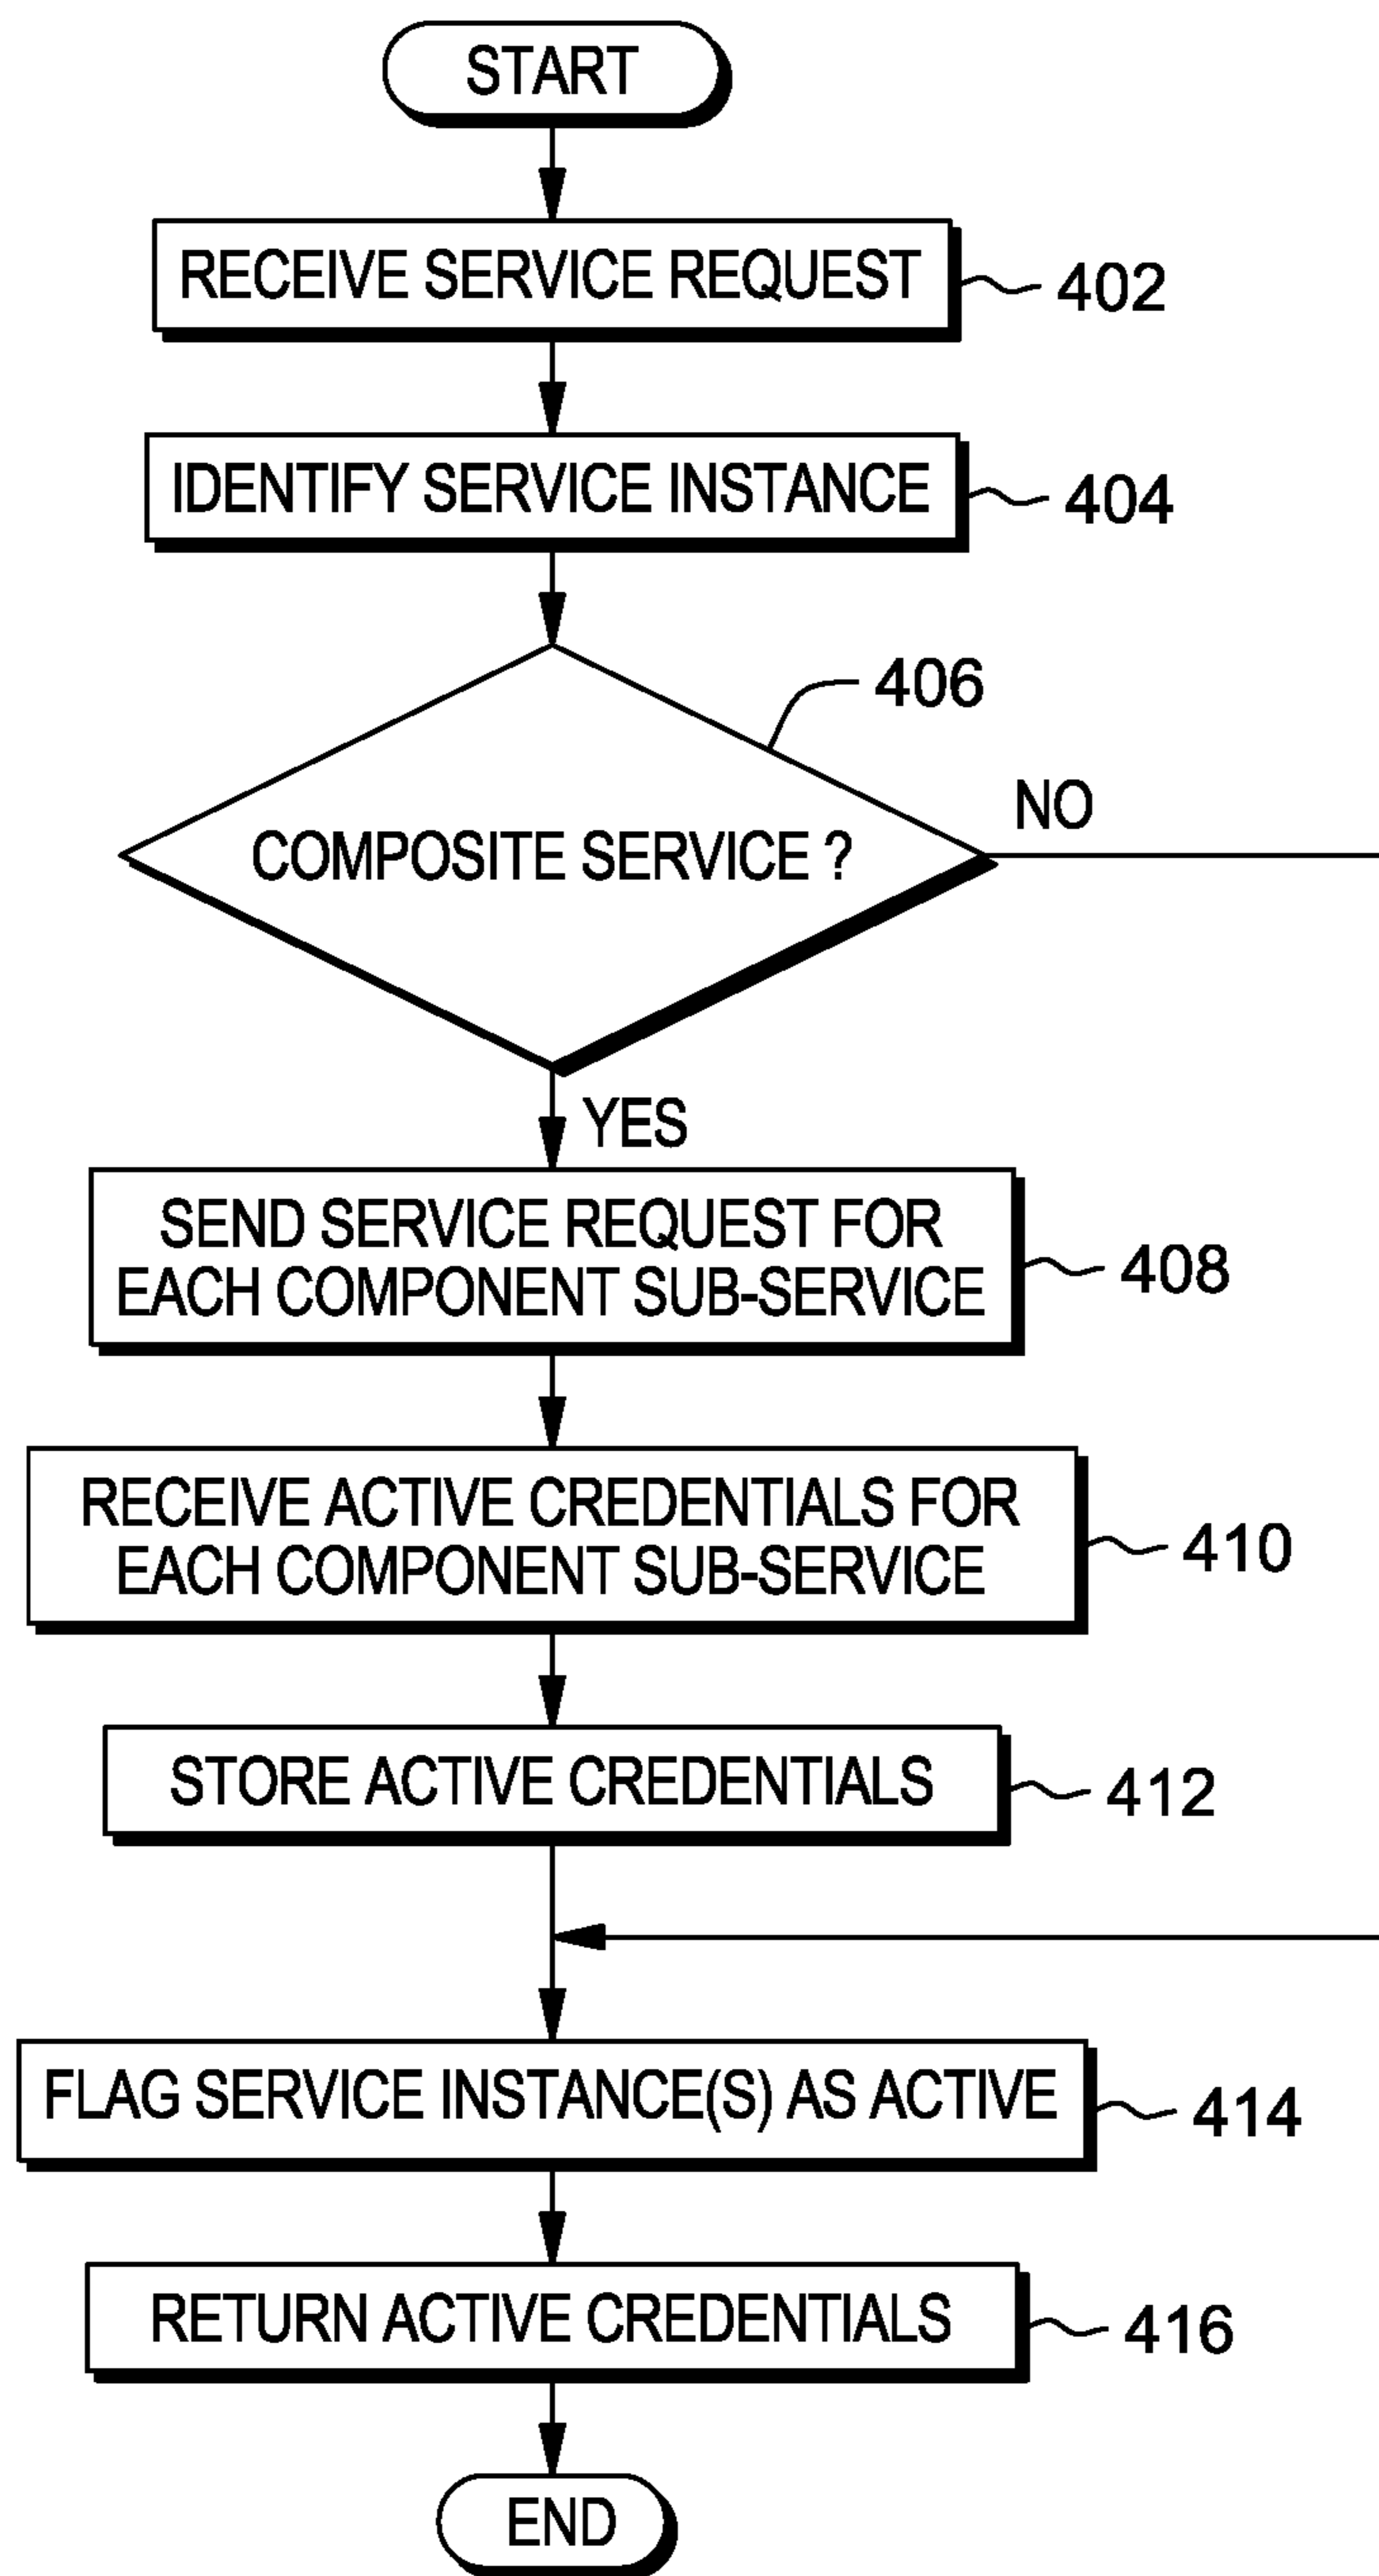 START
RECEIVE SERVICE REQUEST
402
IDENTIFY SERVICE INSTANCE
404
406
COMPOSITE SERVICE ?
NO
YES
SEND SERVICE REQUEST FOR
EACH COMPONENT SUB-SERVICE
408
RECEIVE ACTIVE CREDENTIALS FOR
EACH COMPONENT SUB-SERVICE
410
STORE ACTIVE CREDENTIALS
412
FLAG SERVICE INSTANCE(S) AS ACTIVE
414
RETURN ACTIVE CREDENTIALS
416
END